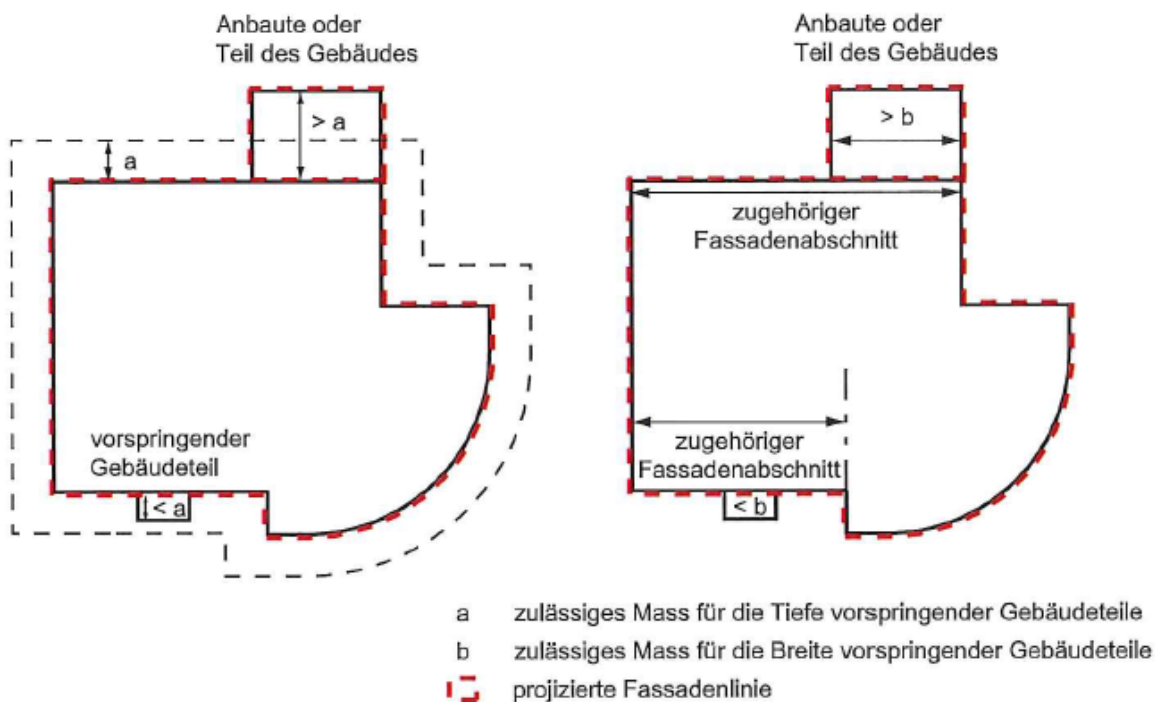 Anbaute oder
Teil des Gebäudes
> a
a
vorspringender
Gebäudeteil
< a
Anbaute oder
Teil des Gebäudes
> b
zugehöriger
Fassadenabschnitt
zugehöriger
Fassadenabschnitt
< b
a zulässiges Mass für die Tiefe vorspringender Gebäudeteile
b zulässiges Mass für die Breite vorspringender Gebäudeteile
projizierte Fassadenlinie